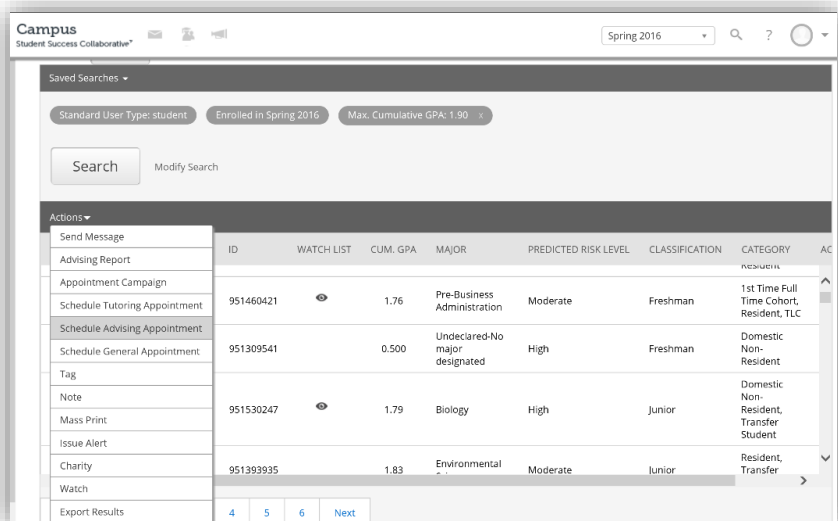 Campus
Student Success Collaborative
Spring 2016
?
Saved Searches
Standard User Type: student Enrolled in Spring 2016 Max. Cumulative GPA: 1.90 x
Search Modify Search
Actions
Send Message
Advising Report
Appointment Campaign
Schedule Tutoring Appointment
Schedule Advising Appointment
Schedule General Appointment
Tag
Note
Mass Print
Issue Alert
Charity
Watch
Export Results
ID WATCH LIST CUM. GPA MAJOR PREDICTED RISK LEVEL CLASSIFICATION CATEGORY AC
Resident
951460421 1.76 Pre-Business Administration Moderate Freshman 1st Time Full Time Cohort, Resident, TLC
951309541 0.500 Undeclared-No major designated High Freshman Domestic Non-Resident
951530247 1.79 Biology High Junior Domestic Non-Resident, Transfer Student
951393935 1.83 Environmental Moderate Junior Resident, Transfer
4 5 6 Next